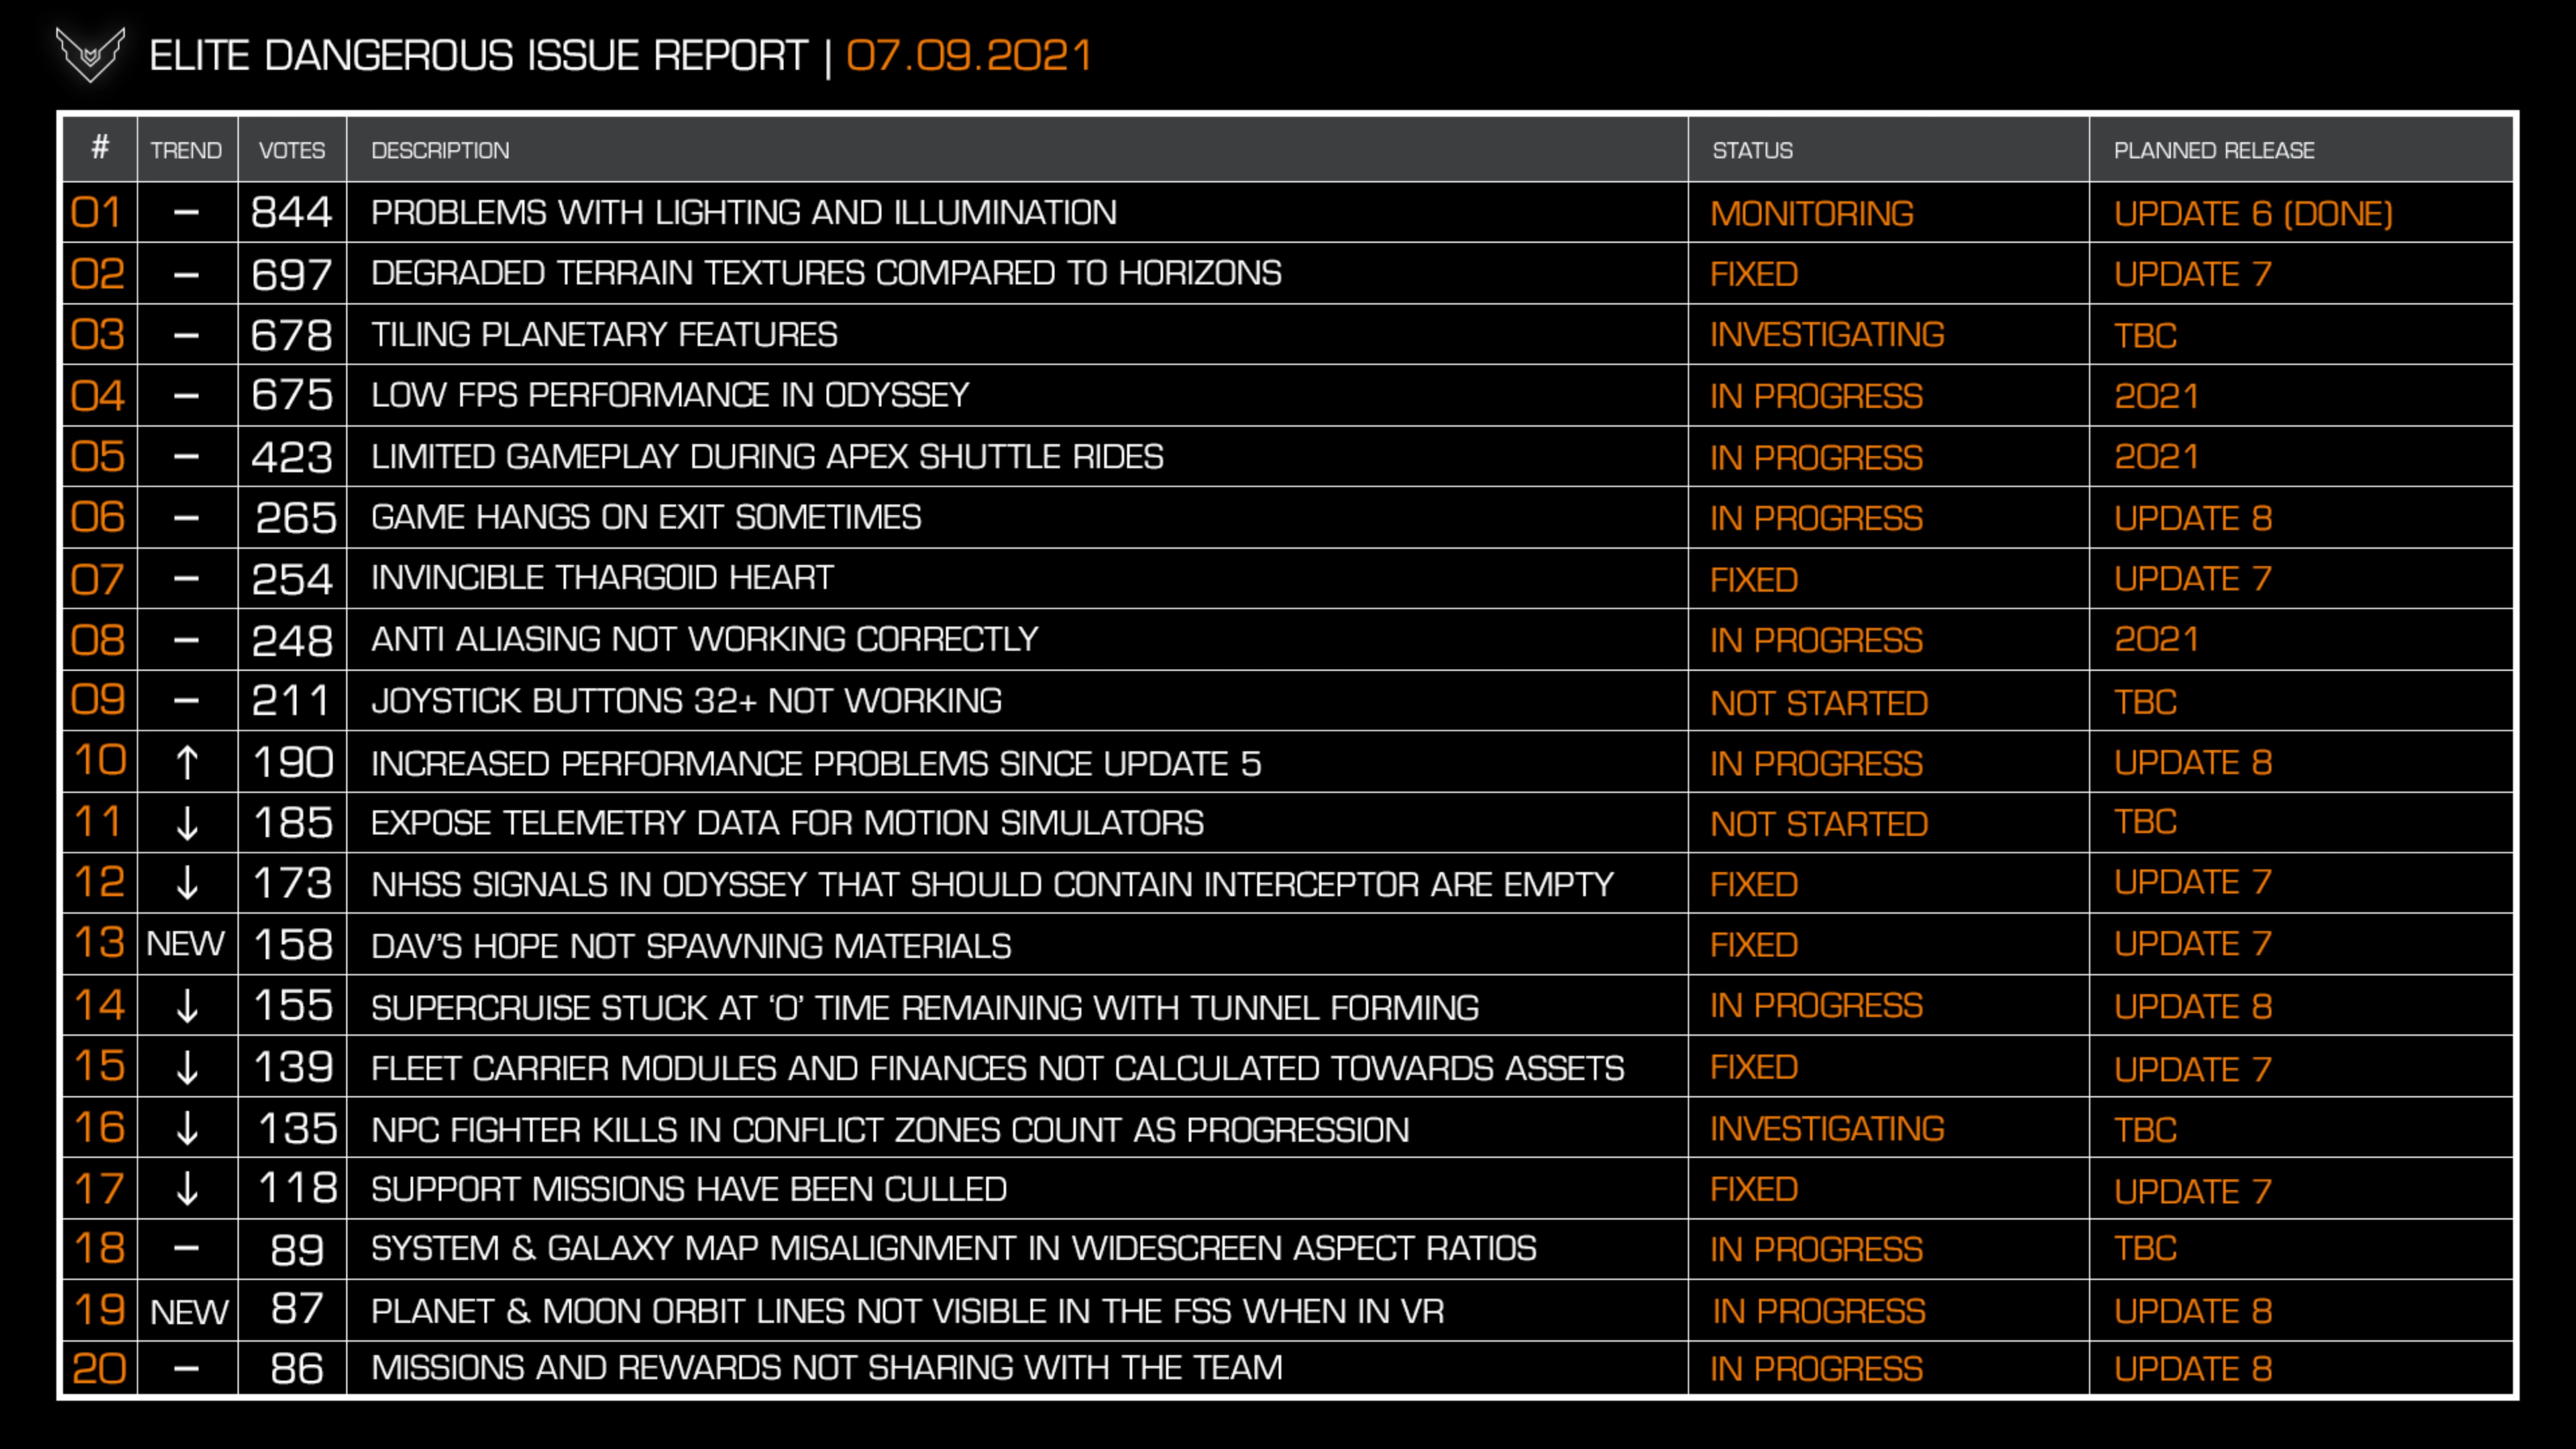 ELITE DANGEROUS ISSUE REPORT | 07.09.2021
# TREND VOTES DESCRIPTION STATUS PLANNED RELEASE
01 – 844 PROBLEMS WITH LIGHTING AND ILLUMINATION MONITORING UPDATE 6 (DONE)
02 – 697 DEGRADED TERRAIN TEXTURES COMPARED TO HORIZONS FIXED UPDATE 7
03 – 678 TILING PLANETARY FEATURES INVESTIGATING TBC
04 – 675 LOW FPS PERFORMANCE IN ODYSSEY IN PROGRESS 2021
05 – 423 LIMITED GAMEPLAY DURING APEX SHUTTLE RIDES IN PROGRESS 2021
06 – 265 GAME HANGS ON EXIT SOMETIMES IN PROGRESS UPDATE 8
07 – 254 INVINCIBLE THARGOID HEART FIXED UPDATE 7
08 – 248 ANTI ALIASING NOT WORKING CORRECTLY IN PROGRESS 2021
09 – 211 JOYSTICK BUTTONS 32+ NOT WORKING NOT STARTED TBC
10 ↑ 190 INCREASED PERFORMANCE PROBLEMS SINCE UPDATE 5 IN PROGRESS UPDATE 8
11 ↓ 185 EXPOSE TELEMETRY DATA FOR MOTION SIMULATORS NOT STARTED TBC
12 ↓ 173 NHSS SIGNALS IN ODYSSEY THAT SHOULD CONTAIN INTERCEPTOR ARE EMPTY FIXED UPDATE 7
13 NEW 158 DAV'S HOPE NOT SPAWNING MATERIALS FIXED UPDATE 7
14 ↓ 155 SUPERCRUISE STUCK AT ‘0’ TIME REMAINING WITH TUNNEL FORMING IN PROGRESS UPDATE 8
15 ↓ 139 FLEET CARRIER MODULES AND FINANCES NOT CALCULATED TOWARDS ASSETS FIXED UPDATE 7
16 ↓ 135 NPC FIGHTER KILLS IN CONFLICT ZONES COUNT AS PROGRESSION INVESTIGATING TBC
17 ↓ 118 SUPPORT MISSIONS HAVE BEEN CULLED FIXED UPDATE 7
18 – 89 SYSTEM & GALAXY MAP MISALIGNMENT IN WIDESCREEN ASPECT RATIOS IN PROGRESS TBC
19 NEW 87 PLANET & MOON ORBIT LINES NOT VISIBLE IN THE FSS WHEN IN VR IN PROGRESS UPDATE 8
20 – 86 MISSIONS AND REWARDS NOT SHARING WITH THE TEAM IN PROGRESS UPDATE 8